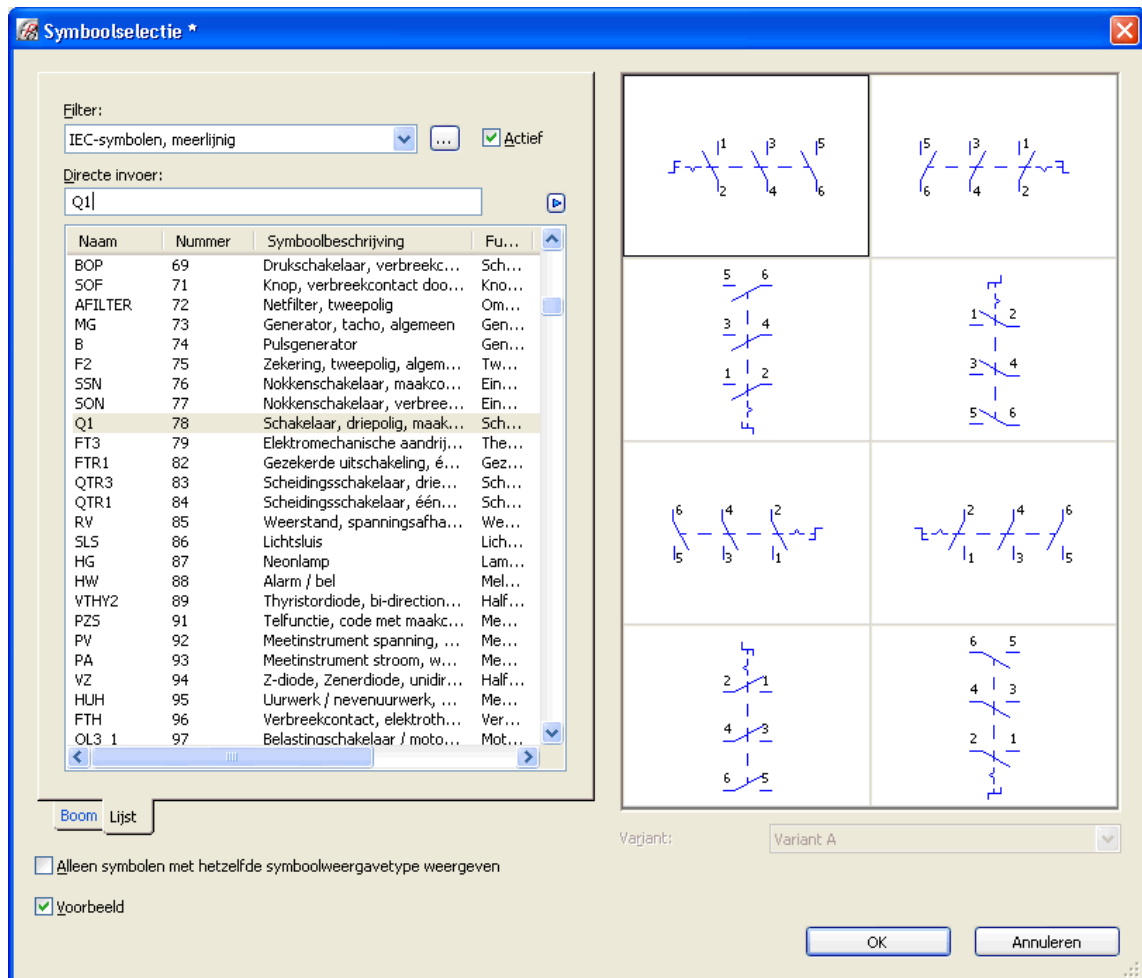 Symboolselectie *
Filter:
IEC-symbolen, meerlijnig
...
Actief
Directe invoer:
Q1
Naam Nummer Symboolbeschrijving Fu...
BOP 69 Drukschakelaar, verbreekc... Sch...
SOF 71 Knop, verbreekcontact doo... Kno...
AFILTER 72 Netfilter, tweepolig Om...
MG 73 Generator, tacho, algemeen Gen...
B 74 Pulsgenerator Gen...
F2 75 Zekering, tweepolig, algem... Tw...
SSN 76 Nokkenschakelaar, maakco... Ein...
SON 77 Nokkenschakelaar, verbree... Ein...
Q1 78 Schakelaar, driepolig, maak... Sch...
FT3 79 Elektromechanische aandrij... The...
FTR1 82 Gezekerde uitschakeling, é... Gez...
QTR3 83 Scheidingsschakelaar, drie... Sch...
QTR1 84 Scheidingsschakelaar, één... Sch...
RV 85 Weerstand, spanningsafha... We...
SLS 86 Lichtsluis Lich...
HG 87 Neonlamp Lam...
HW 88 Alarm / bel Mel...
VTHY2 89 Thyristordiode, bi-direction... Half...
PZS 91 Telfunctie, code met maakc... Me...
PV 92 Meetinstrument spanning, ... Me...
PA 93 Meetinstrument stroom, w... Me...
VZ 94 Z-diode, Zenerdiode, unidir... Half...
HUH 95 Uurwerk / nevenuurwerk, ... Me...
FTH 96 Verbreekcontact, elektroth... Ver...
OL3_1 97 Belastingschakelaar / moto... Mot...
Boom Lijst
Alleen symbolen met hetzelfde symboolweergavetype weergeven
Voorbeeld
1 3 5
2 4 6
5 3 1
6 4 2
5 6
3 4
1 2
1 2
3 4
5 6
6 4 2
5 3 1
2 4 6
1 3 5
2 1
4 3
6 5
6 5
4 3
2 1
Variant: Variant A
OK Annuleren